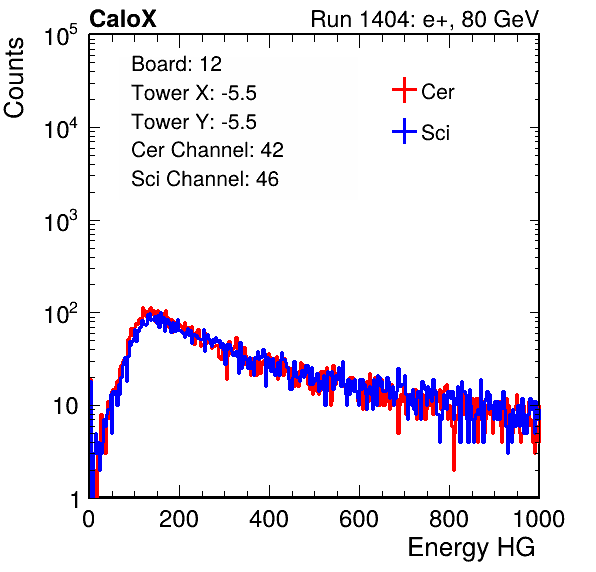 CaloX Run 1404: e+, 80 GeV
Counts
Board: 12
Tower X: -5.5
Tower Y: -5.5
Cer Channel: 42
Sci Channel: 46
Cer
Sci
10^5
10^4
10^3
10^2
10
1
0 200 400 600 800 1000
Energy HG